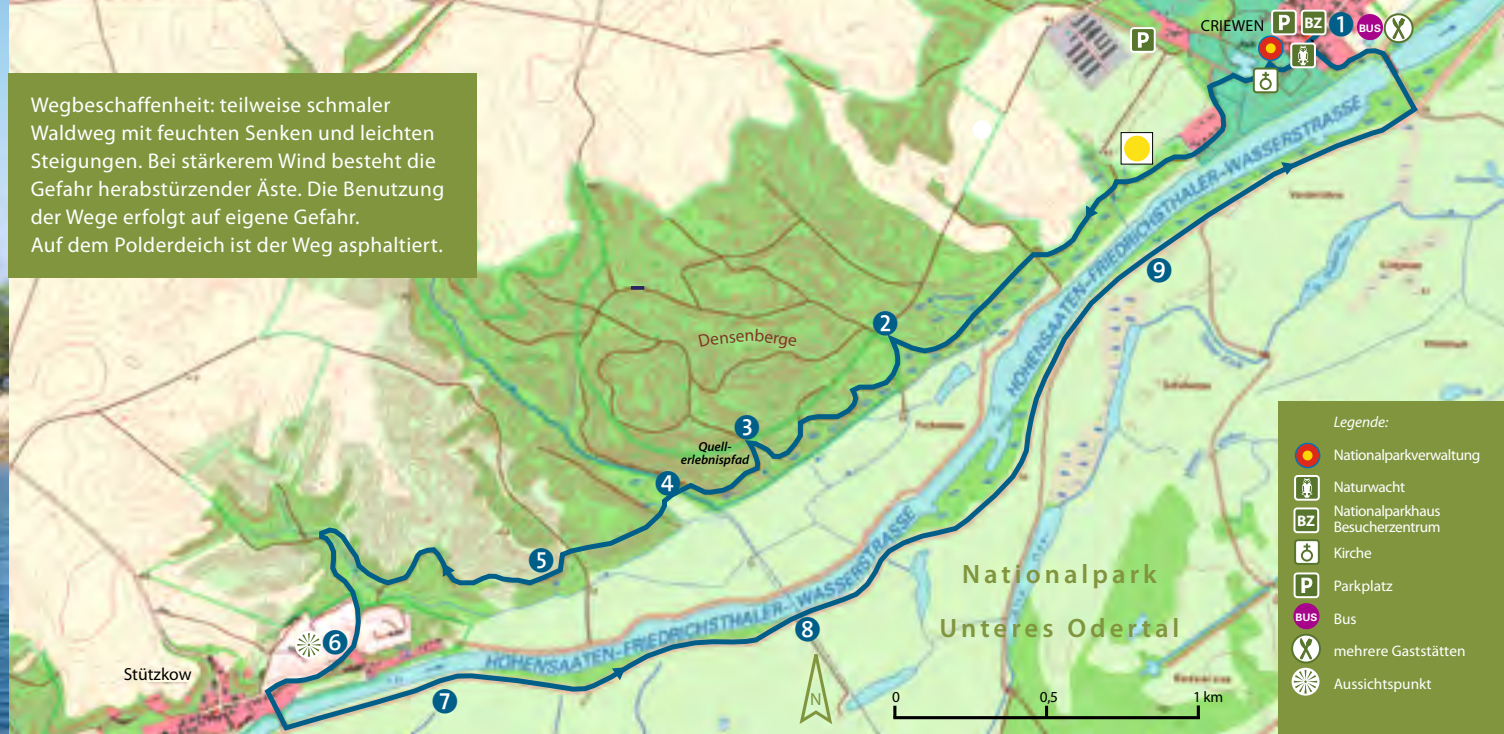 CRIEWEN P BZ 1 BUS
P
Wegbeschaffenheit: teilweise schmaler
Waldweg mit feuchten Senken und leichten
Steigungen. Bei stärkerem Wind besteht die
Gefahr herabstürzender Äste. Die Benutzung
der Wege erfolgt auf eigene Gefahr.
Auf dem Polderdeich ist der Weg asphaltiert.
HOHENSAATEN-FRIEDRICHSTHALER-WASSERSTRASSE
9
2
Densenberge
3
Quell-
erlebnispfad
4
5
6
Stützkow
7
8
HOHENSAATEN-FRIEDRICHSTHALER-WASSERSTRASSE
Nationalpark
Unteres Odertal
N
0 0,5 1 km
Legende:
Nationalparkverwaltung
Naturwacht
BZ Nationalparkhaus
Besucherzentrum
Kirche
P Parkplatz
BUS Bus
mehrere Gaststätten
Aussichtspunkt